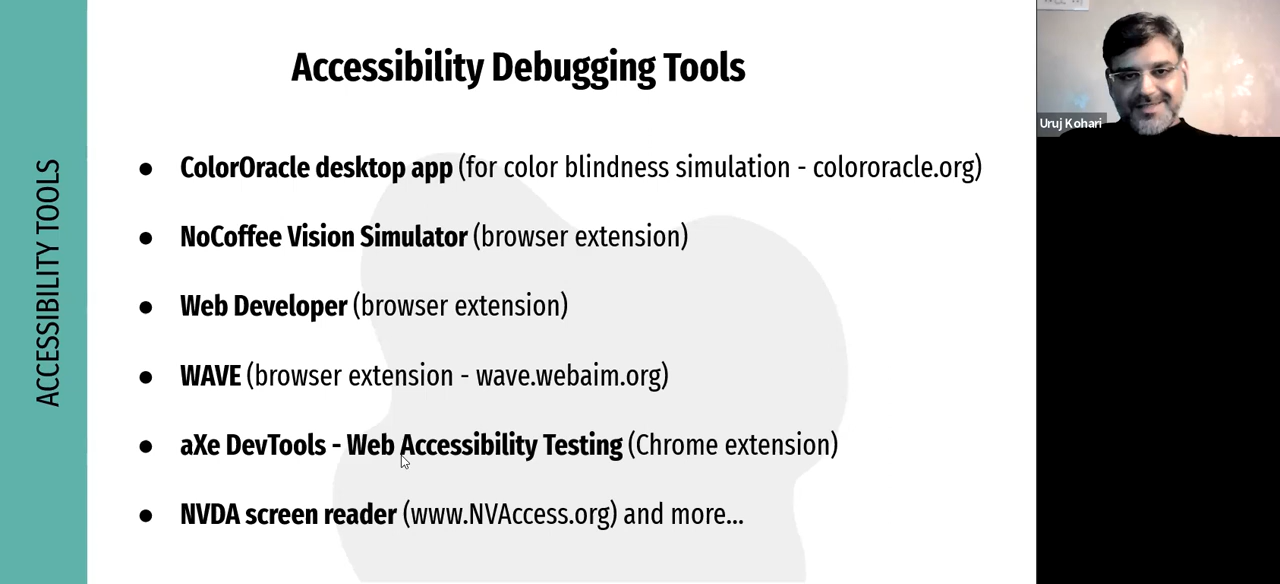 ACCESSIBILITY TOOLS
Accessibility Debugging Tools
● ColorOracle desktop app (for color blindness simulation - colororacle.org)
● NoCoffee Vision Simulator (browser extension)
● Web Developer (browser extension)
● WAVE (browser extension - wave.webaim.org)
● aXe DevTools - Web Accessibility Testing (Chrome extension)
● NVDA screen reader (www.NVAccess.org) and more...
Uruj Kohari